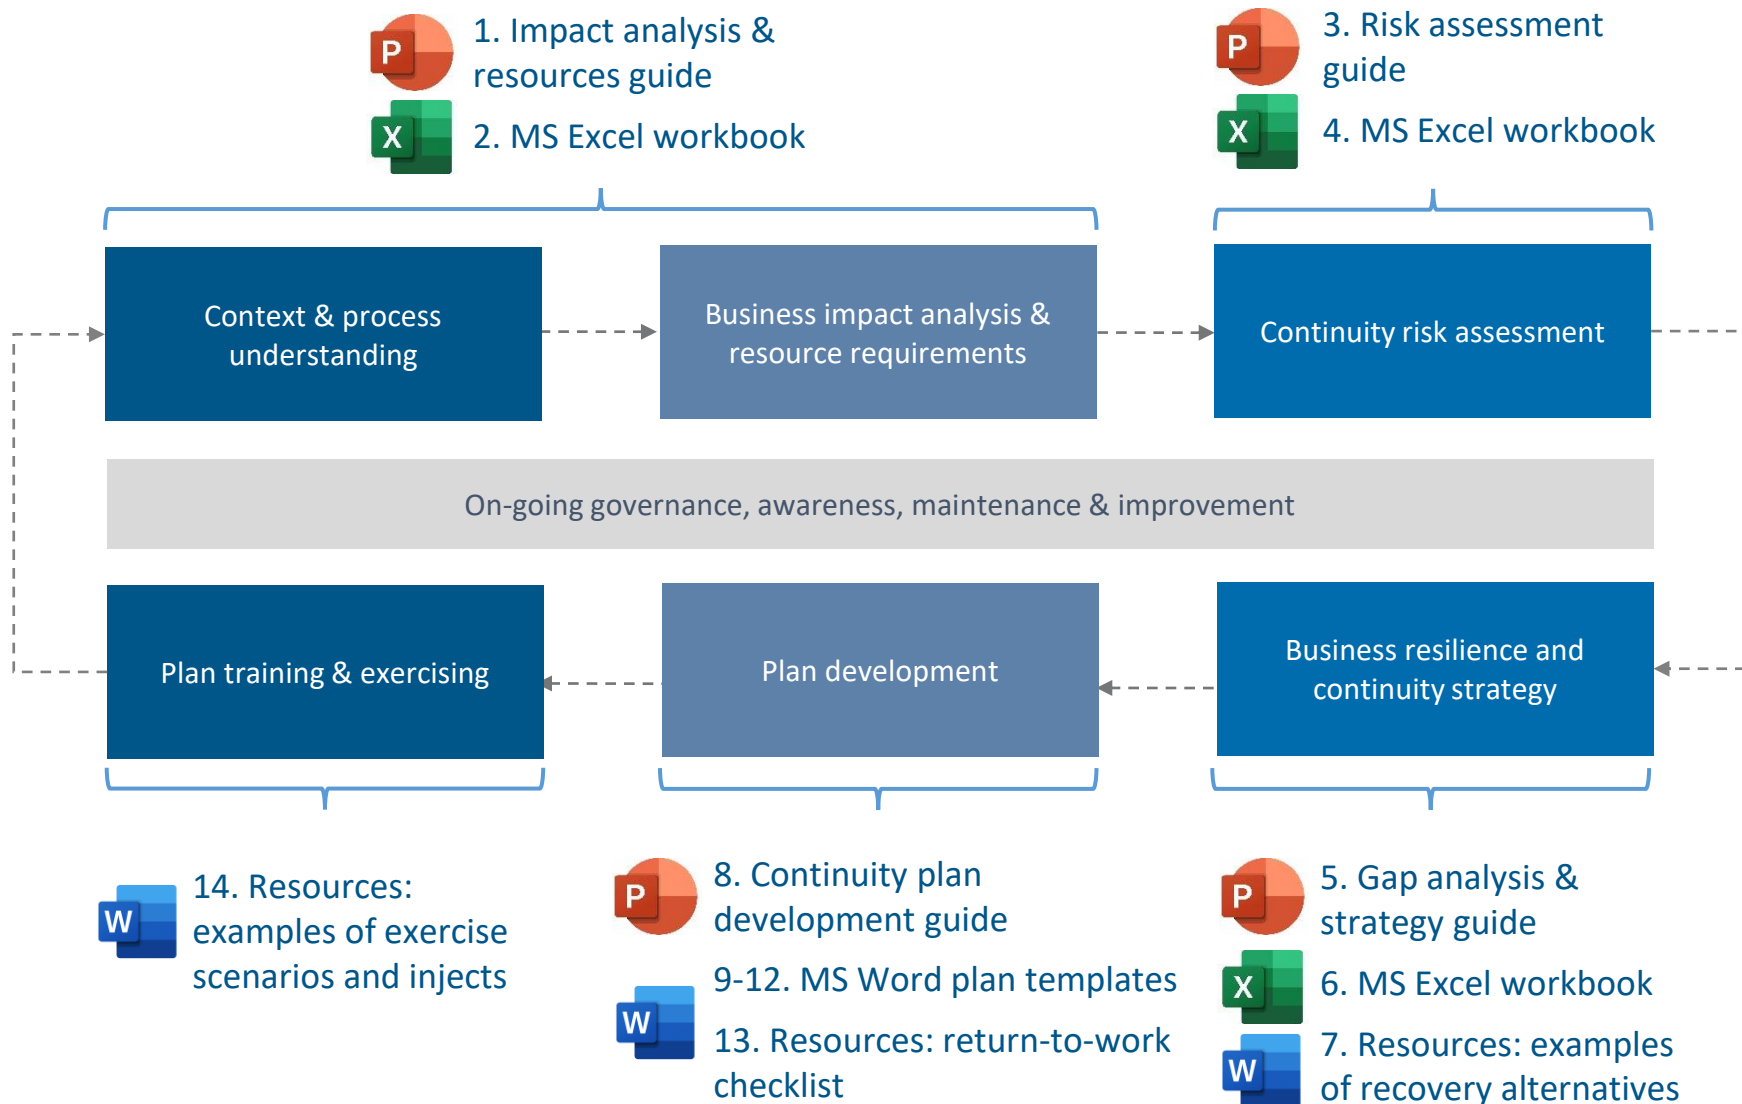 P
1. Impact analysis &
resources guide
X
2. MS Excel workbook
P
3. Risk assessment
guide
X
4. MS Excel workbook
Context & process
understanding
Business impact analysis &
resource requirements
Continuity risk assessment
On-going governance, awareness, maintenance & improvement
Plan training & exercising
Plan development
Business resilience and
continuity strategy
W
14. Resources:
examples of exercise
scenarios and injects
P
8. Continuity plan
development guide
W
9-12. MS Word plan templates
13. Resources: return-to-work
checklist
P
5. Gap analysis &
strategy guide
X
6. MS Excel workbook
W
7. Resources: examples
of recovery alternatives